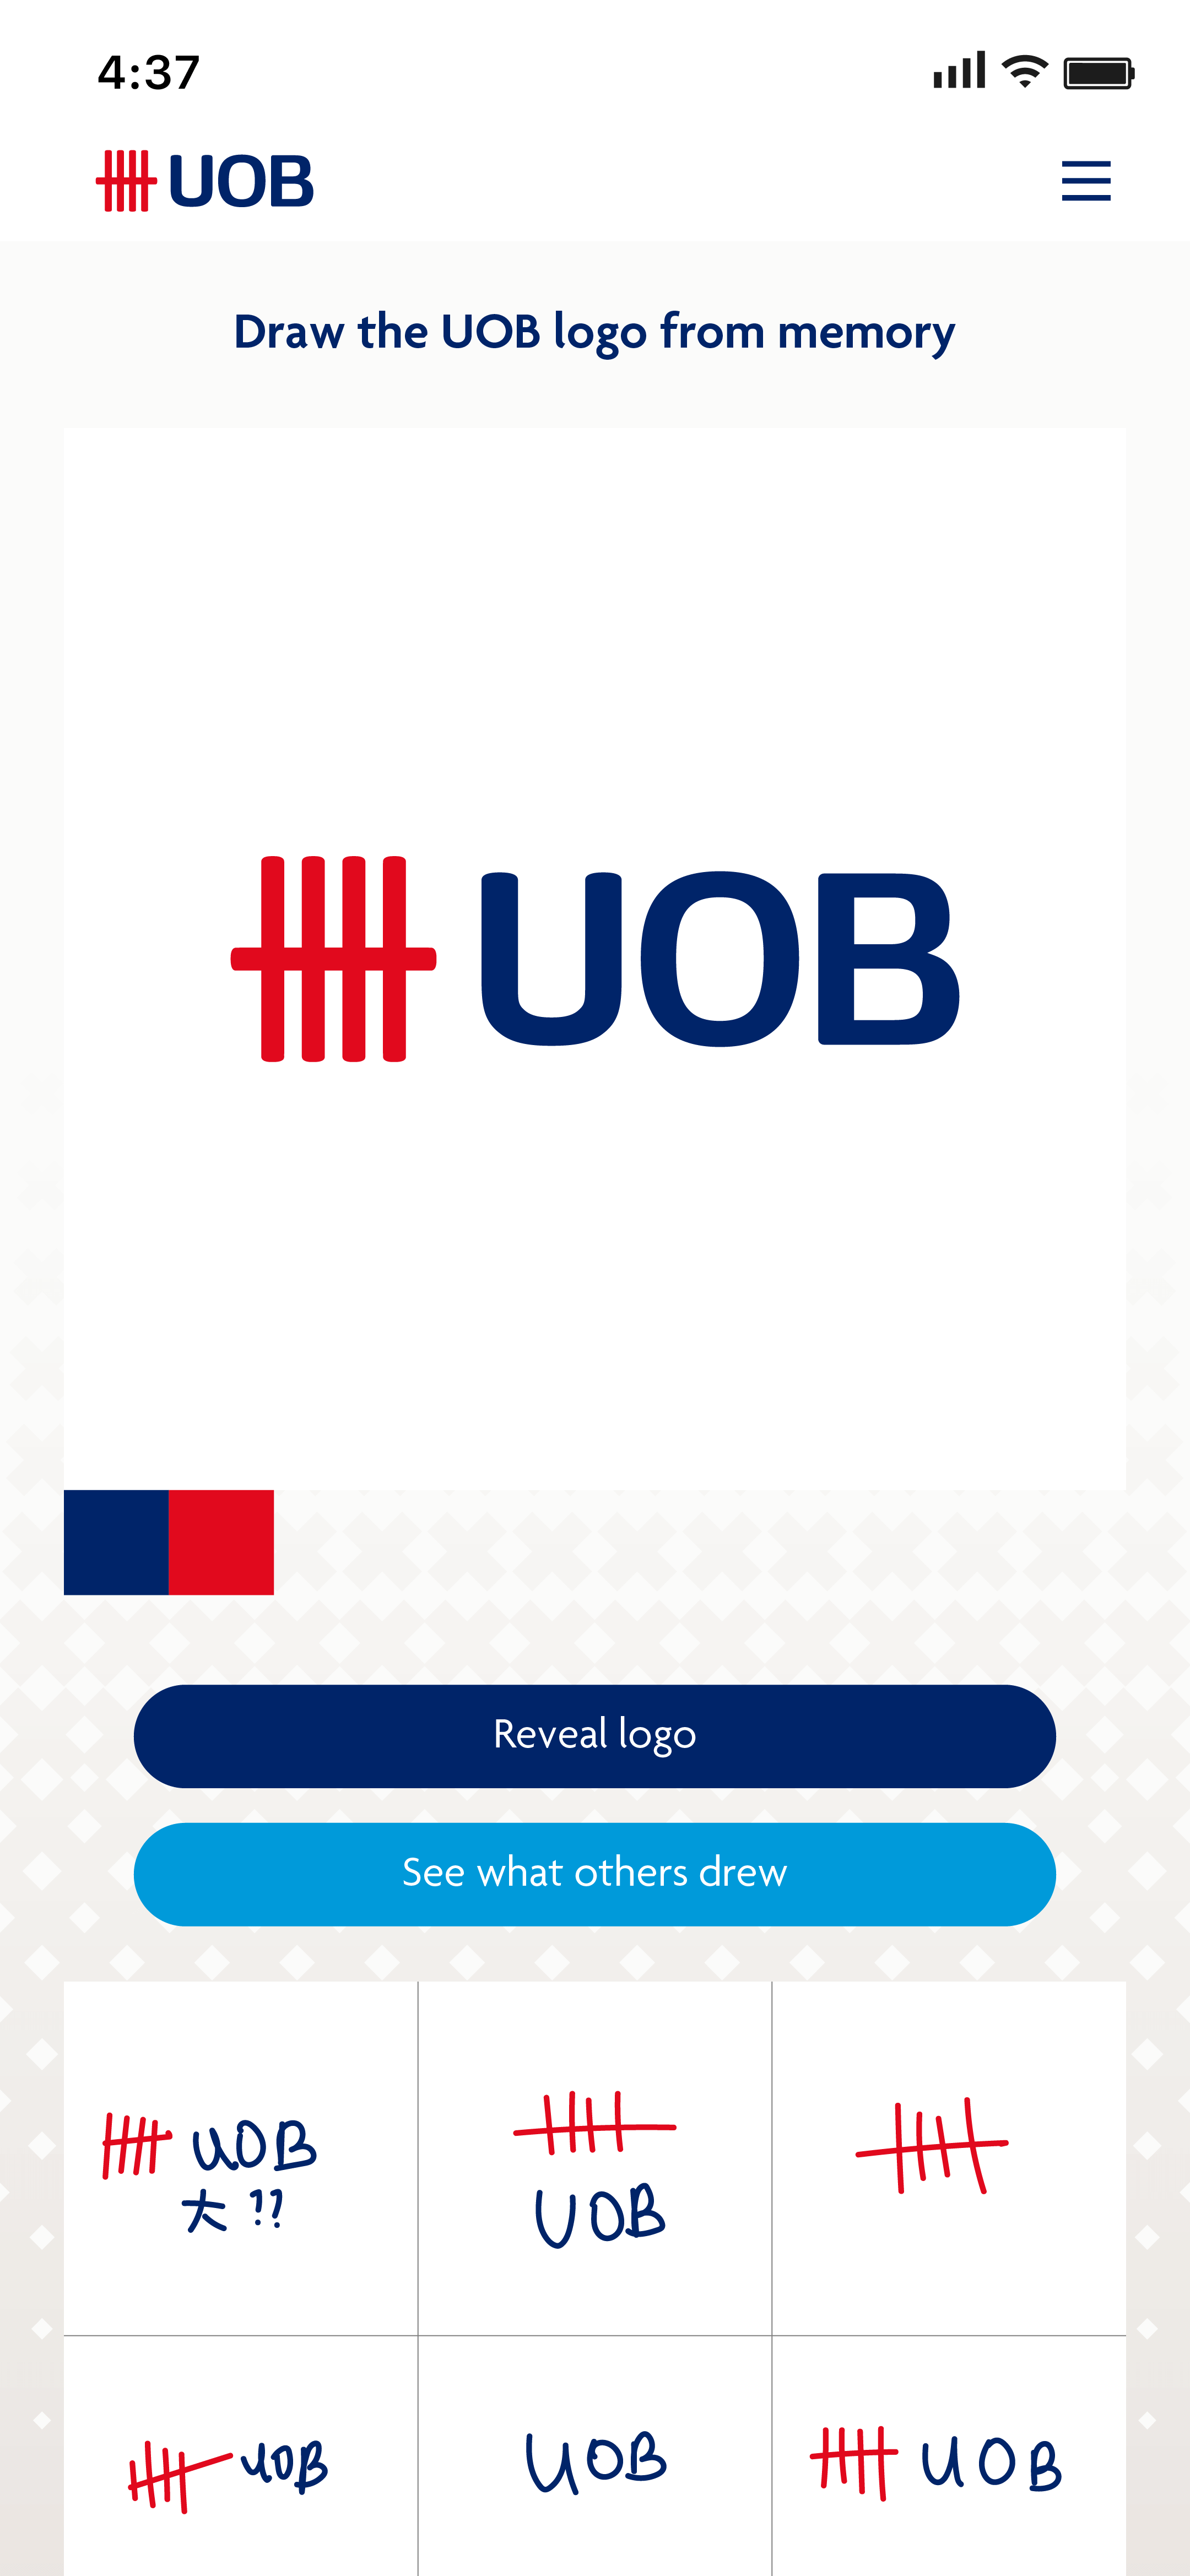 4:37
UOB
Draw the UOB logo from memory
UOB
Reveal logo
See what others drew
UOB
大 !!
UOB
UOB
UOB
UOB